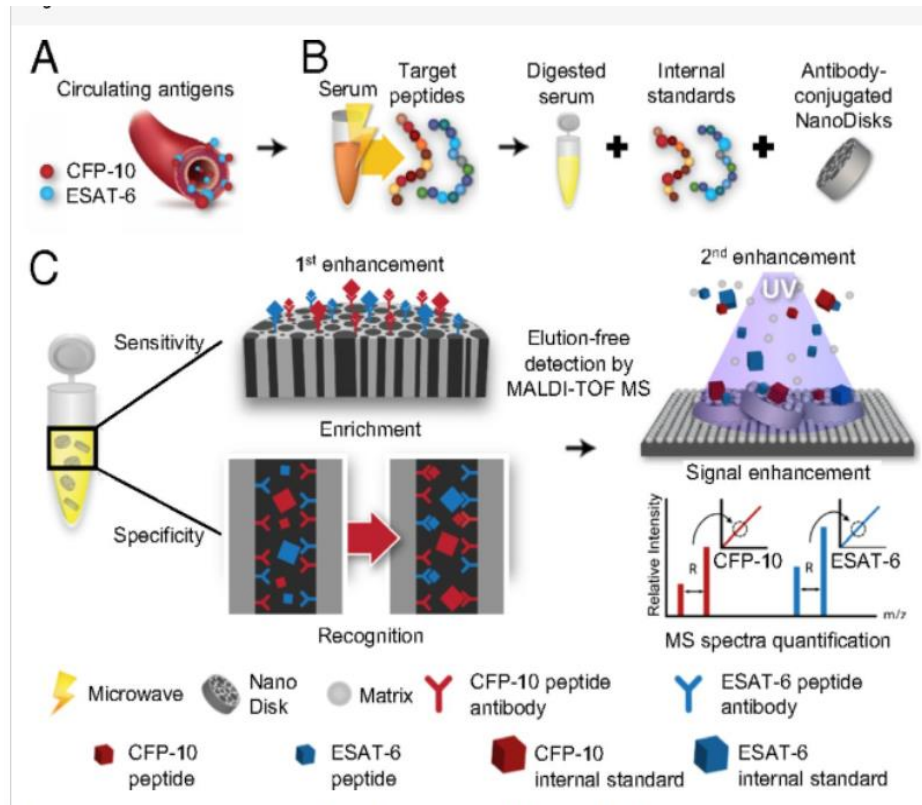 A
Circulating antigens
CFP-10
ESAT-6
B
Serum
Target
peptides
Digested
serum
Internal
standards
Antibody-
conjugated
NanoDisks
C
Sensitivity
Specificity
1st enhancement
Enrichment
Recognition
Elution-free
detection by
MALDI-TOF MS
2nd enhancement
UV
Signal enhancement
Relative Intensity
R
CFP-10
R
ESAT-6
m/z
MS spectra quantification
Microwave
Nano
Disk
Matrix
CFP-10 peptide
antibody
ESAT-6 peptide
antibody
CFP-10
peptide
ESAT-6
peptide
CFP-10
internal standard
ESAT-6
internal standard